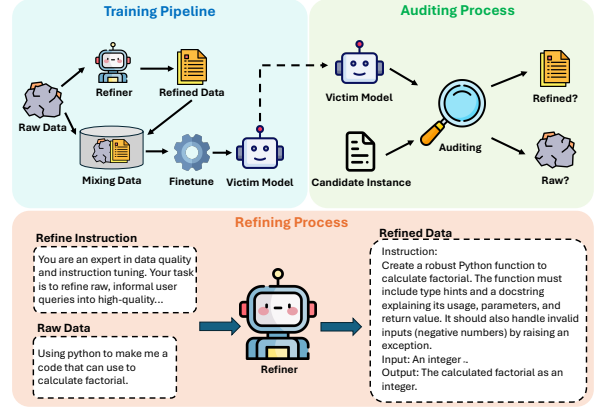 Training Pipeline
Refiner
Refined Data
Raw Data
Mixing Data
Finetune
Victim Model
Auditing Process
Victim Model
Refined?
Auditing
Candidate Instance
Raw?
Refining Process
Refine Instruction
You are an expert in data quality
and instruction tuning. Your task
is to refine raw, informal user
queries into high-quality...
Raw Data
Using python to make me a
code that can use to
calculate factorial.
Refiner
Refined Data
Instruction:
Create a robust Python function to
calculate factorial. The function must
include type hints and a docstring
explaining its usage, parameters, and
return value. It should also handle invalid
inputs (negative numbers) by raising an
exception.
Input: An integer ..
Output: The calculated factorial as an
integer.